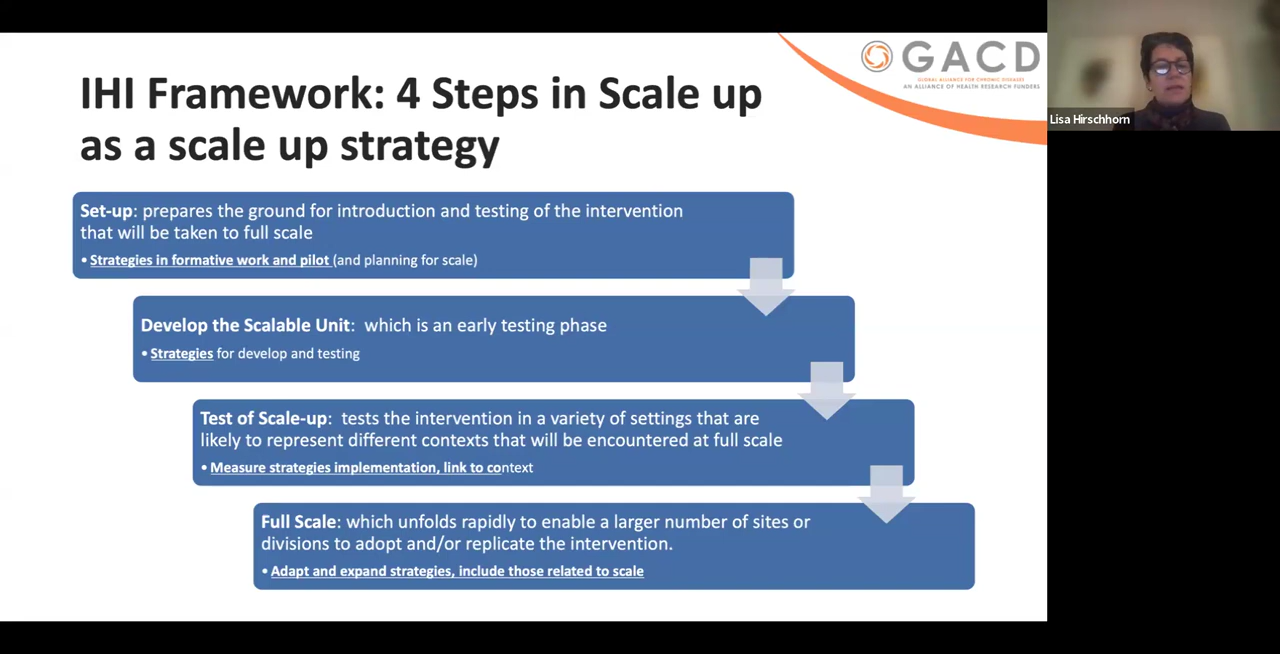 IHI Framework: 4 Steps in Scale up
as a scale up strategy
GACD
GLOBAL ALLIANCE FOR CHRONIC DISEASES
AN ALLIANCE OF HEALTH RESEARCH FUNDERS
Lisa Hirschhorn
Set-up: prepares the ground for introduction and testing of the intervention
that will be taken to full scale
• Strategies in formative work and pilot (and planning for scale)
Develop the Scalable Unit: which is an early testing phase
• Strategies for develop and testing
Test of Scale-up: tests the intervention in a variety of settings that are
likely to represent different contexts that will be encountered at full scale
• Measure strategies implementation, link to context
Full Scale: which unfolds rapidly to enable a larger number of sites or
divisions to adopt and/or replicate the intervention.
• Adapt and expand strategies, include those related to scale